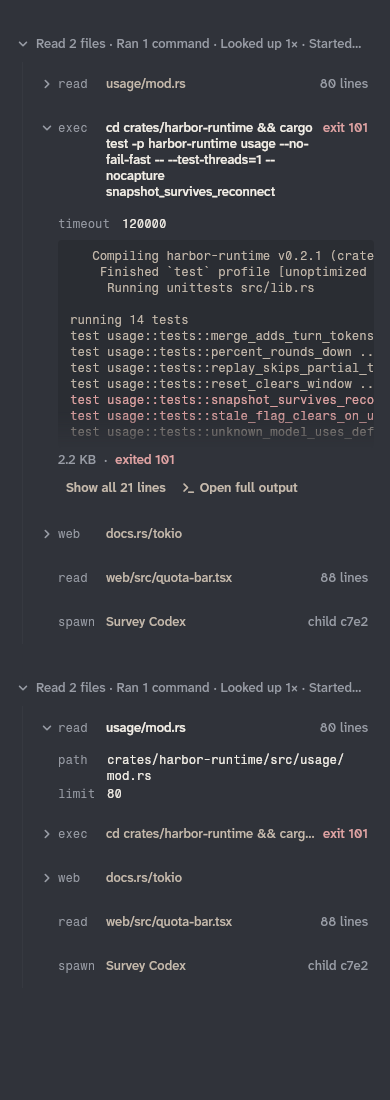 Read 2 files · Ran 1 command · Looked up 1× · Started...
read usage/mod.rs 80 lines
exec cd crates/harbor-runtime && cargo exit 101
test -p harbor-runtime usage --no-
fail-fast -- --test-threads=1 --
nocapture
snapshot_survives_reconnect
timeout 120000
Compiling harbor-runtime v0.2.1 (crate
Finished `test` profile [unoptimized
Running unittests src/lib.rs
running 14 tests
test usage::tests::merge_adds_turn_tokens
test usage::tests::percent_rounds_down ..
test usage::tests::replay_skips_partial_t
test usage::tests::reset_clears_window ..
test usage::tests::snapshot_survives_reco
test usage::tests::stale_flag_clears_on_u
test usage::tests::unknown_model_uses_def
2.2 KB · exited 101
Show all 21 lines >_ Open full output
web docs.rs/tokio
read web/src/quota-bar.tsx 88 lines
spawn Survey Codex child c7e2
Read 2 files · Ran 1 command · Looked up 1× · Started...
read usage/mod.rs 80 lines
path crates/harbor-runtime/src/usage/
mod.rs
limit 80
exec cd crates/harbor-runtime && carg... exit 101
web docs.rs/tokio
read web/src/quota-bar.tsx 88 lines
spawn Survey Codex child c7e2